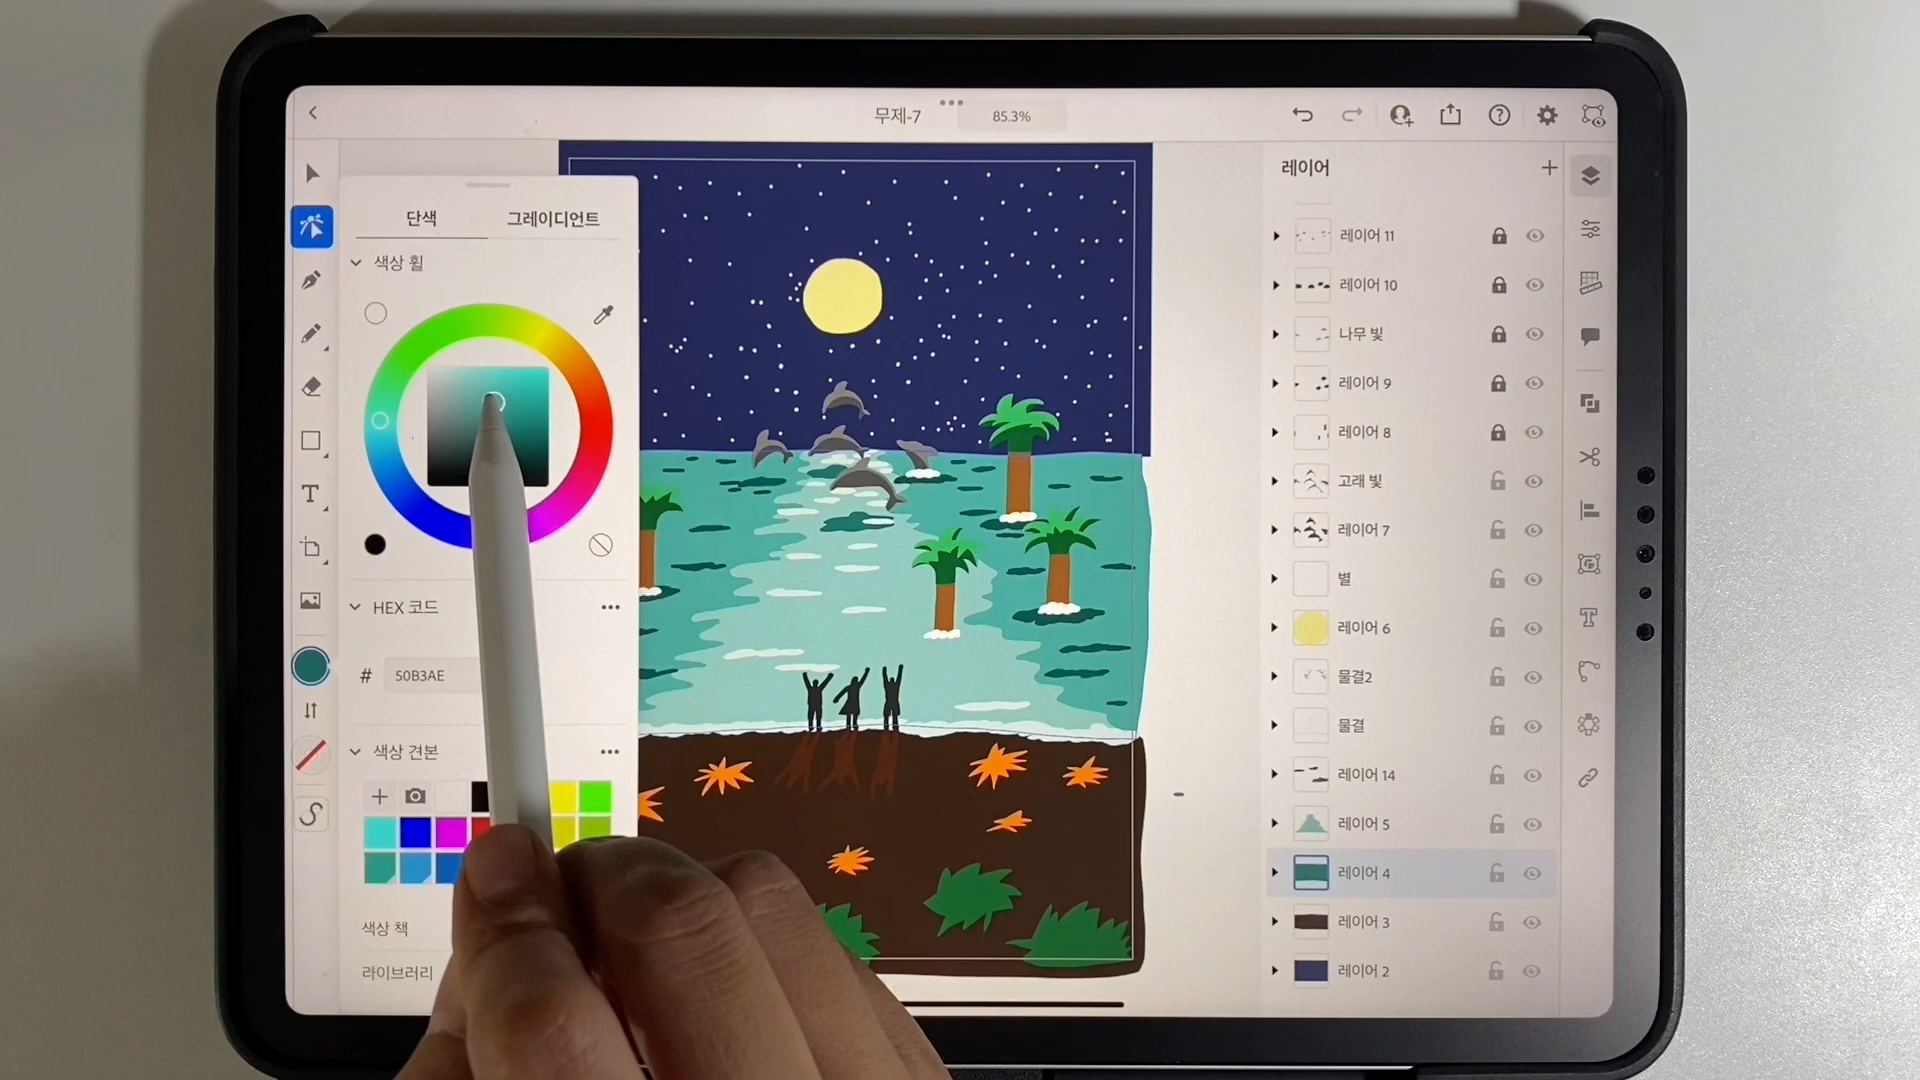 무제-7
85.3%
단색
그레이디언트
색상 휠
HEX 코드
# 50B3AE
색상 견본
색상 책
라이브러리
T
레이어
레이어 11
레이어 10
나무 빛
레이어 9
레이어 8
고래 빛
레이어 7
별
레이어 6
물결2
물결
레이어 14
레이어 5
레이어 4
레이어 3
레이어 2